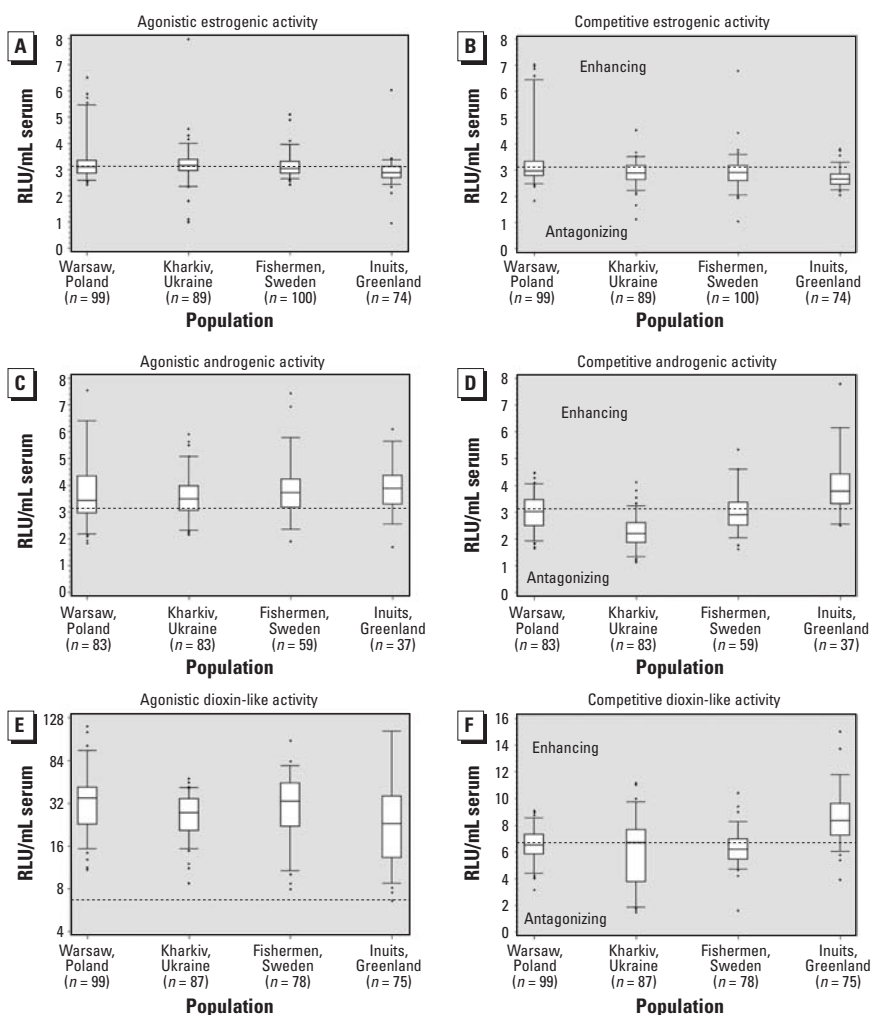 A
Agonistic estrogenic activity
RLU/mL serum
8
7
6
5
4
3
2
1
0
Warsaw, Kharkiv, Fishermen, Inuits,
Poland Ukraine Sweden Greenland
(n = 99) (n = 89) (n = 100) (n = 74)
Population
B
Competitive estrogenic activity
RLU/mL serum
8
7
6
5
4
3
2
1
0
Enhancing
Antagonizing
Warsaw, Kharkiv, Fishermen, Inuits,
Poland Ukraine Sweden Greenland
(n = 99) (n = 89) (n = 100) (n = 74)
Population
C
Agonistic androgenic activity
RLU/mL serum
8
7
6
5
4
3
2
1
0
Warsaw, Kharkiv, Fishermen, Inuits,
Poland Ukraine Sweden Greenland
(n = 83) (n = 83) (n = 59) (n = 37)
Population
D
Competitive androgenic activity
RLU/mL serum
8
7
6
5
4
3
2
1
0
Enhancing
Antagonizing
Warsaw, Kharkiv, Fishermen, Inuits,
Poland Ukraine Sweden Greenland
(n = 83) (n = 83) (n = 59) (n = 37)
Population
E
Agonistic dioxin-like activity
RLU/mL serum
128
84
32
16
8
4
Warsaw, Kharkiv, Fishermen, Inuits,
Poland Ukraine Sweden Greenland
(n = 99) (n = 87) (n = 78) (n = 75)
Population
F
Competitive dioxin-like activity
RLU/mL serum
16
14
12
10
8
6
4
2
0
Enhancing
Antagonizing
Warsaw, Kharkiv, Fishermen, Inuits,
Poland Ukraine Sweden Greenland
(n = 99) (n = 87) (n = 78) (n = 75)
Population